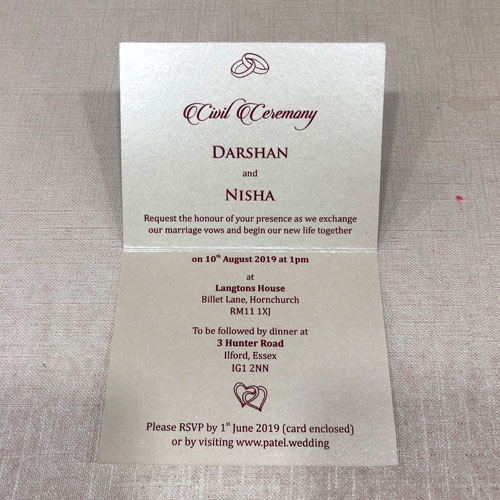 Civil Ceremony
DARSHAN
and
NISHA
Request the honour of your presence as we exchange
our marriage vows and begin our new life together
on 10th August 2019 at 1pm
at
Langtons House
Billet Lane, Hornchurch
RM11 1XJ
To be followed by dinner at
3 Hunter Road
Ilford, Essex
IG1 2NN
Please RSVP by 1st June 2019 (card enclosed)
or by visiting www.patel.wedding